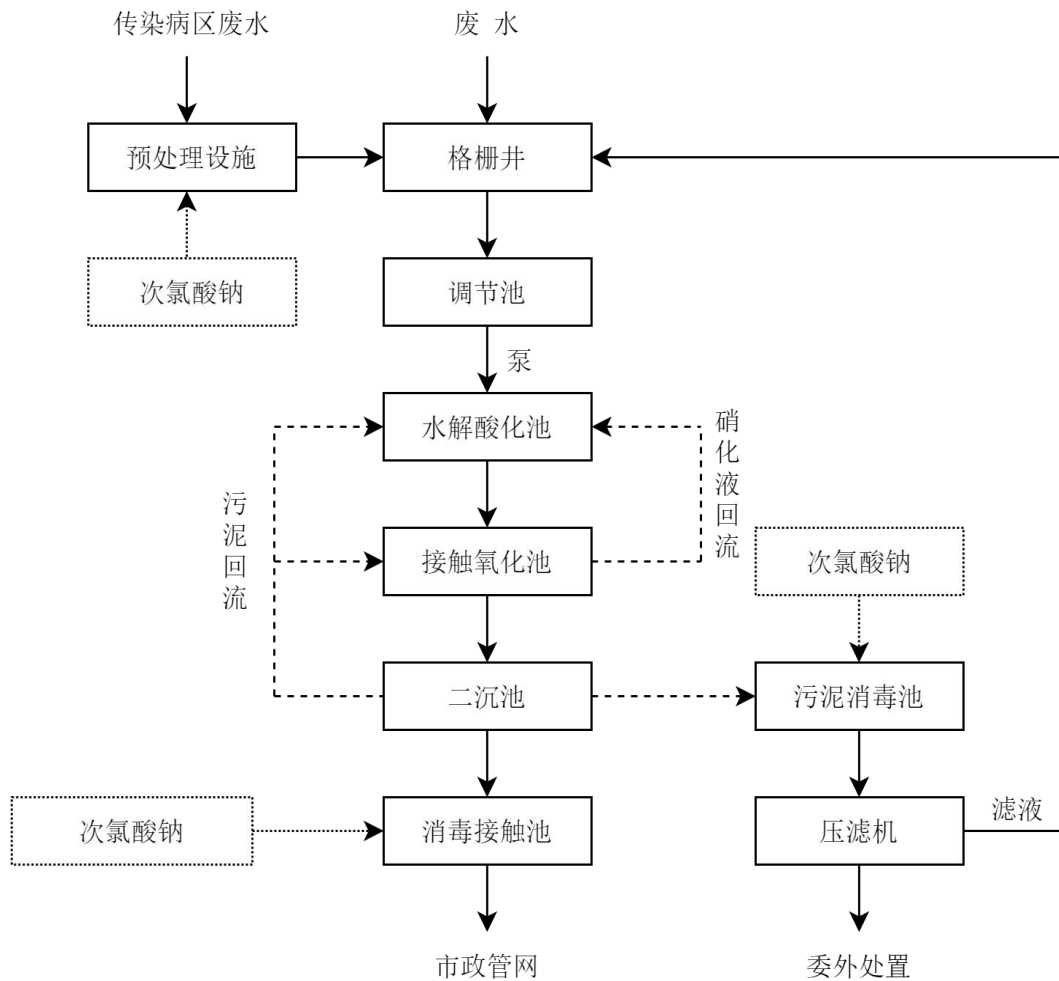 传染病区废水
废 水
预处理设施
格栅井
次氯酸钠
调节池
泵
水解酸化池
硝化液回流
污泥回流
接触氧化池
次氯酸钠
二沉池
污泥消毒池
次氯酸钠
消毒接触池
压滤机
滤液
市政管网
委外处置